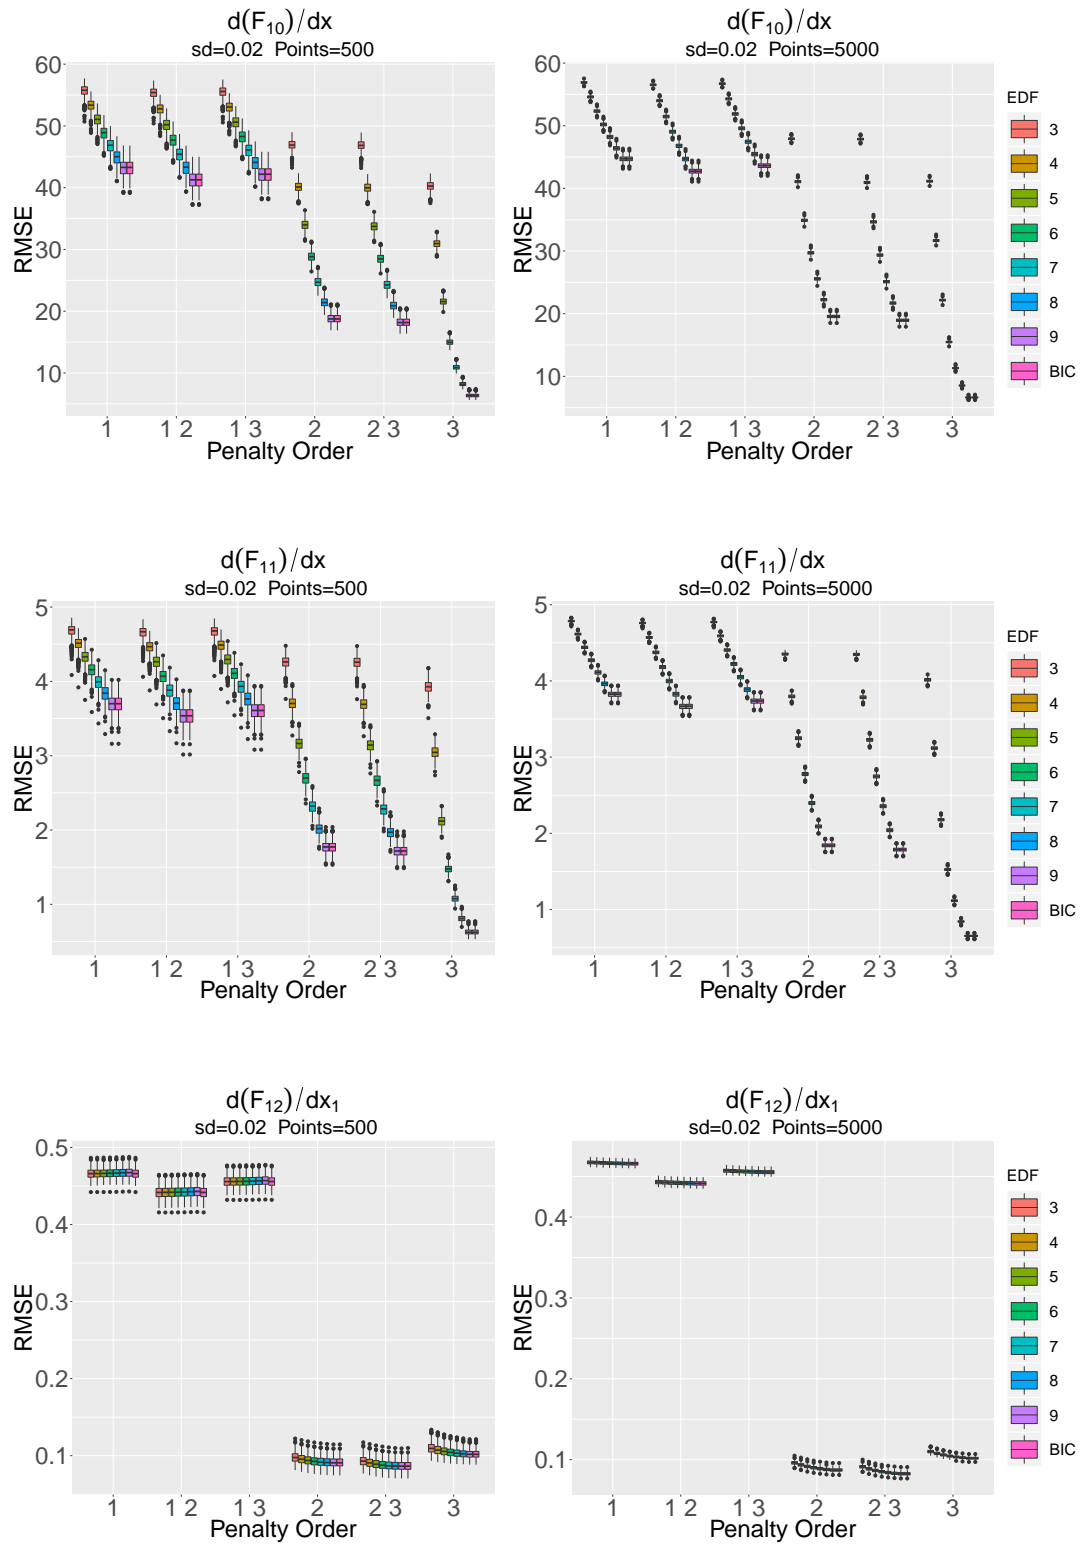 d(F₁₀)/dx
sd=0.02 Points=500
RMSE
60
50
40
30
20
10
1
1 2
1 3
2
2 3
3
Penalty Order
d(F₁₀)/dx
sd=0.02 Points=5000
RMSE
60
50
40
30
20
10
1
1 2
1 3
2
2 3
3
Penalty Order
EDF
3
4
5
6
7
8
9
BIC
d(F₁₁)/dx
sd=0.02 Points=500
RMSE
5
4
3
2
1
1
1 2
1 3
2
2 3
3
Penalty Order
d(F₁₁)/dx
sd=0.02 Points=5000
RMSE
5
4
3
2
1
1
1 2
1 3
2
2 3
3
Penalty Order
EDF
3
4
5
6
7
8
9
BIC
d(F₁₂)/dx₁
sd=0.02 Points=500
RMSE
0.5
0.4
0.3
0.2
0.1
1
1 2
1 3
2
2 3
3
Penalty Order
d(F₁₂)/dx₁
sd=0.02 Points=5000
RMSE
0.4
0.3
0.2
0.1
1
1 2
1 3
2
2 3
3
Penalty Order
EDF
3
4
5
6
7
8
9
BIC